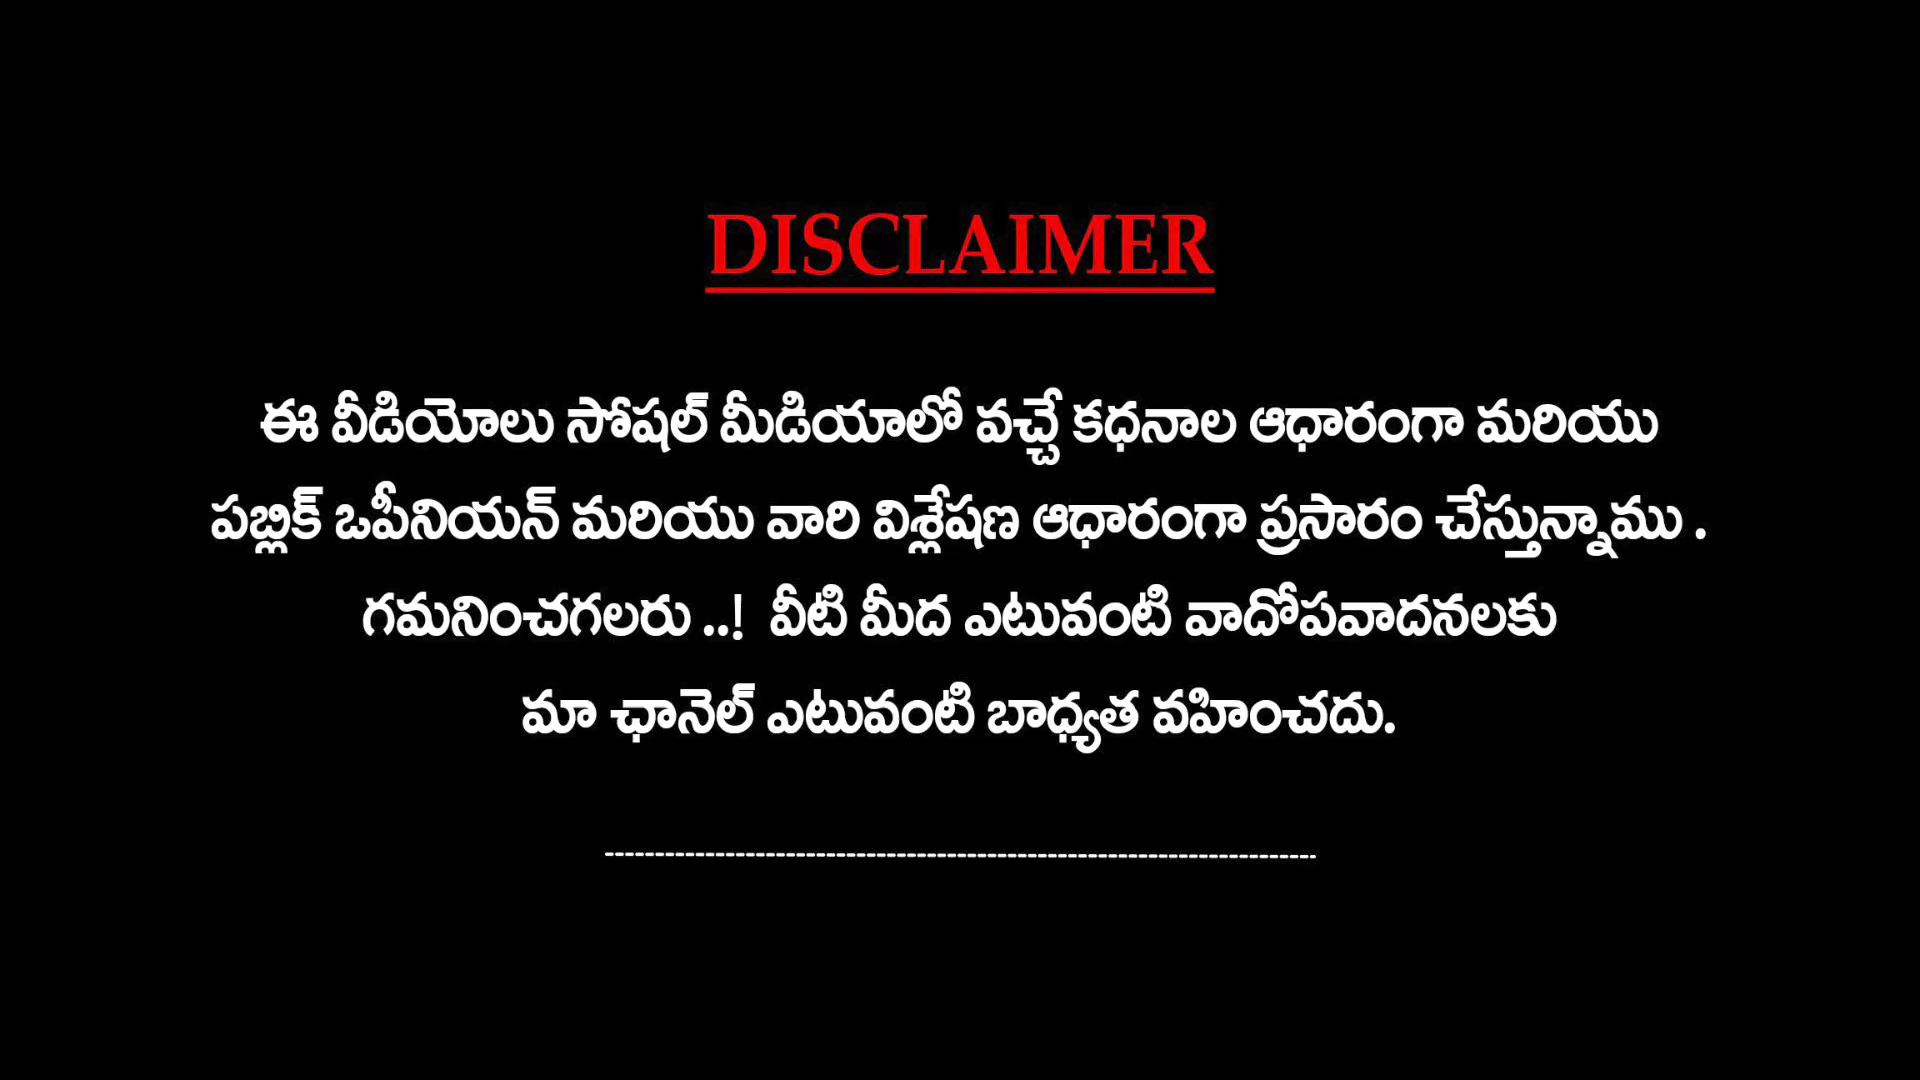 DISCLAIMER
ఈ వీడియోలు సోషల్ మీడియాలో వచ్చే కధనాల ఆధారంగా మరియు
పబ్లిక్ ఒపీనియన్ మరియు వారి విశ్లేషణ ఆధారంగా ప్రసారం చేస్తున్నాము .
గమనించగలరు ..! వీటి మీద ఎటువంటి వాదోపవాదనలకు
మా ఛానెల్ ఎటువంటి బాధ్యత వహించదు.